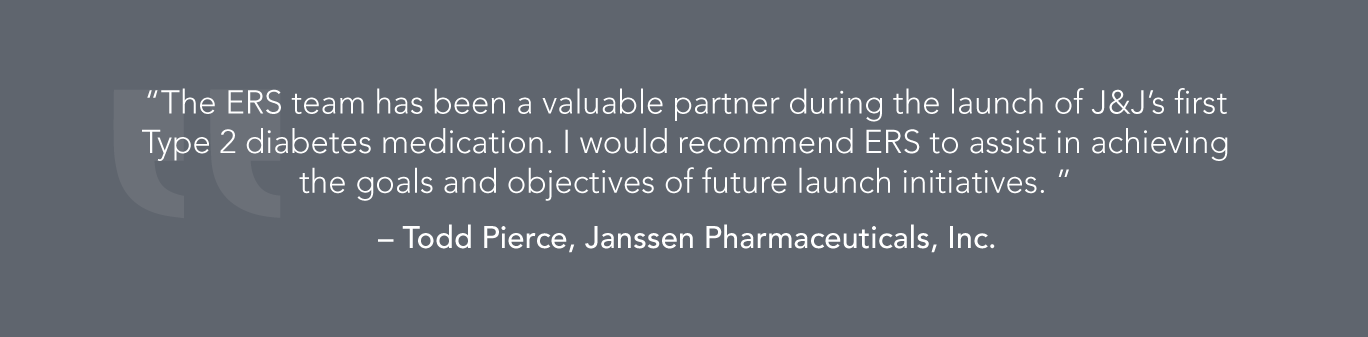 “The ERS team has been a valuable partner during the launch of J&J’s first
Type 2 diabetes medication. I would recommend ERS to assist in achieving
the goals and objectives of future launch initiatives. ”
– Todd Pierce, Janssen Pharmaceuticals, Inc.